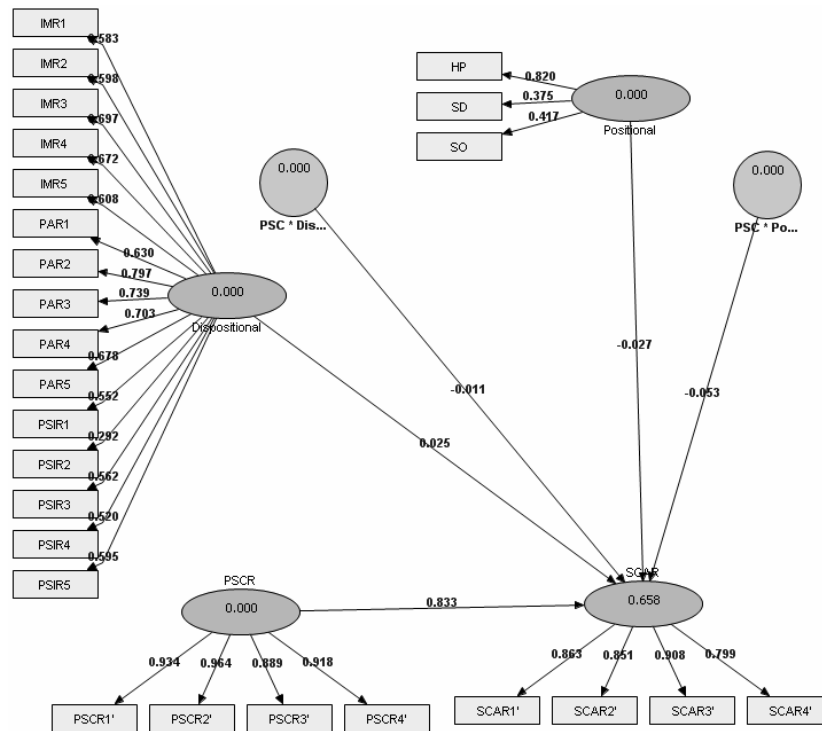 IMR1
0.583
IMR2
0.598
IMR3
0.697
IMR4
0.672
IMR5
0.608
PAR1
0.630
PAR2
0.797
PAR3
0.739
PAR4
0.703
PAR5
0.678
PSIR1
0.552
PSIR2
0.292
PSIR3
0.562
PSIR4
0.520
PSIR5
0.595
0.000
Dispositional
0.000
PSC * Dis...
HP
0.820
SD
0.375
SO
0.417
0.000
Positional
0.000
PSC * Po...
-0.027
-0.011
-0.053
0.025
PSCR
0.000
0.833
SCAR
0.658
0.934
0.964
0.889
0.918
PSCR1'
PSCR2'
PSCR3'
PSCR4'
0.863
0.851
0.908
0.799
SCAR1'
SCAR2'
SCAR3'
SCAR4'